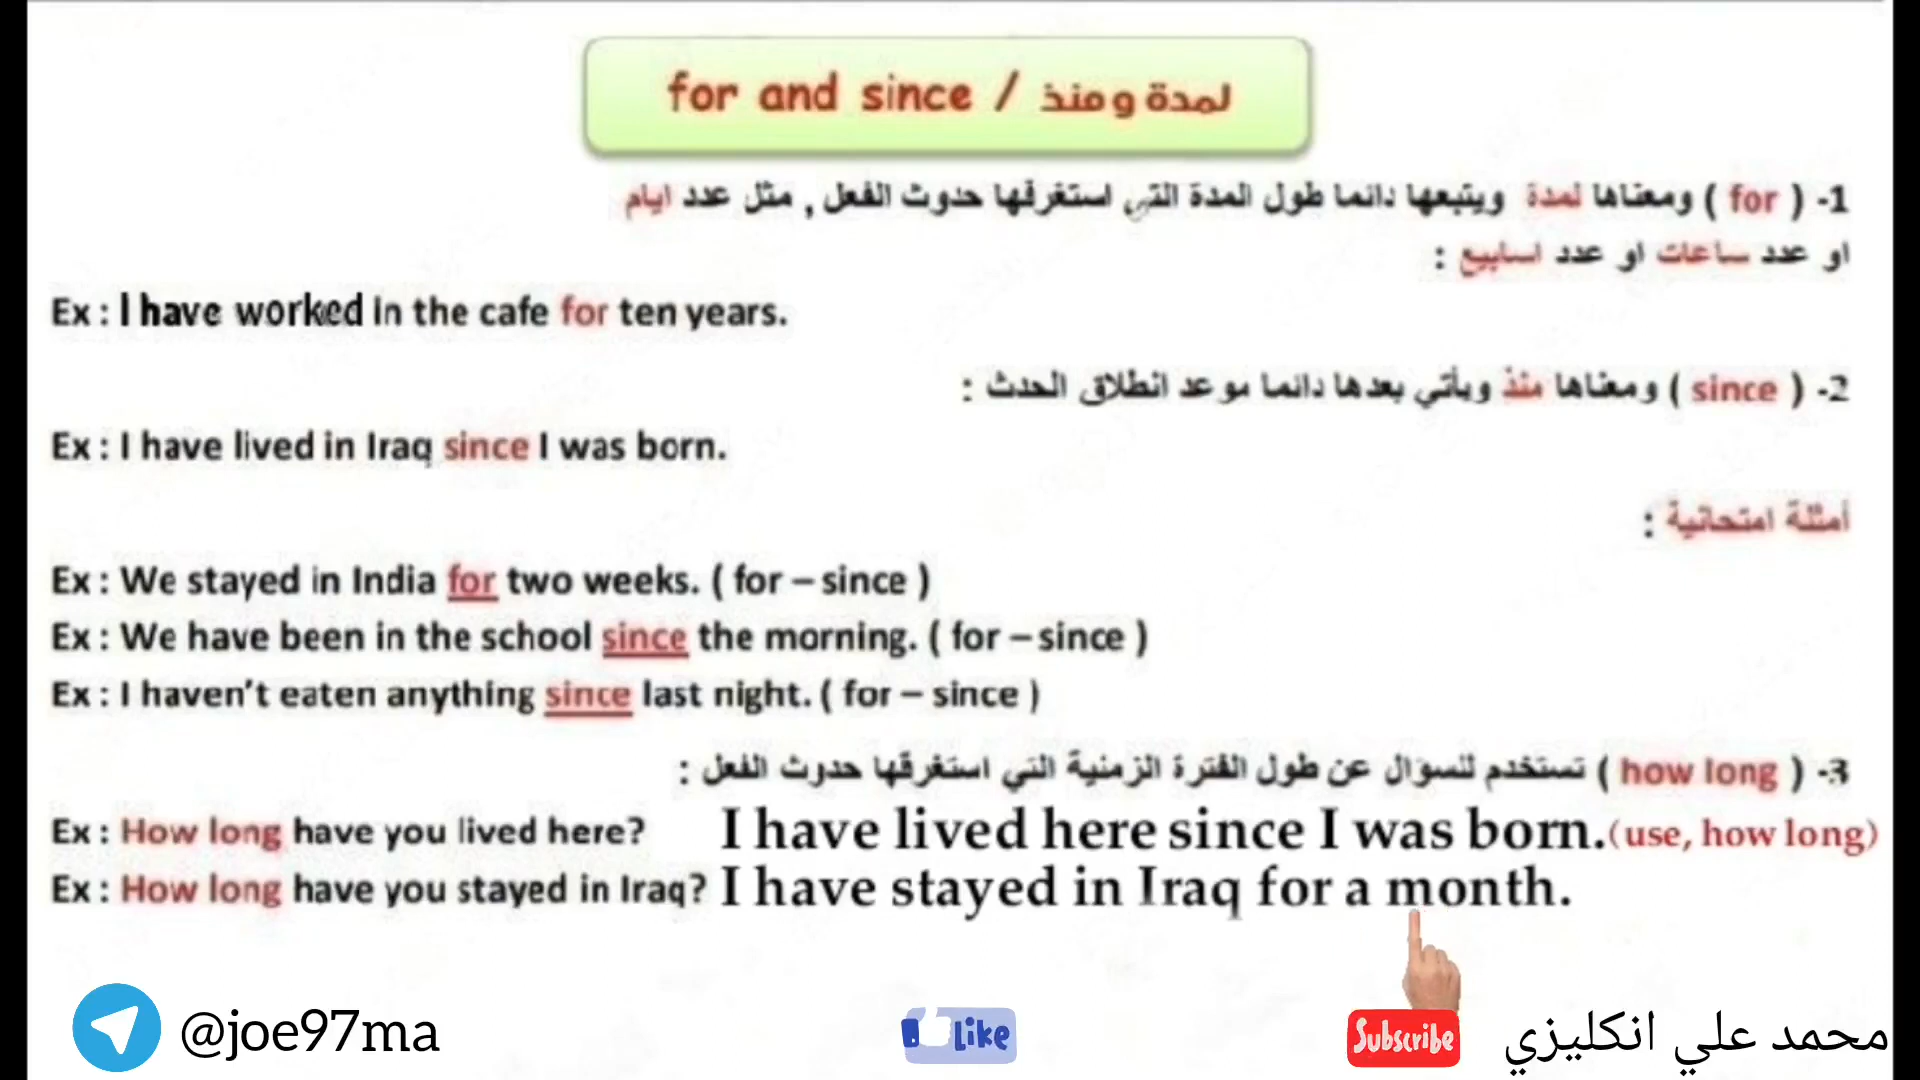 for and since / لمدة ومنذ
1- ( for ) ومعناها لمدة ويتبعها دائما طول المدة التي استغرقها حدوث الفعل , مثل عدد ايام
او عدد ساعات او عدد اسابيع :
Ex : I have worked in the cafe for ten years.
2- ( since ) ومعناها منذ ويأتي بعدها دائما موعد انطلاق الحدث :
Ex : I have lived in Iraq since I was born.
أمثلة امتحانية :
Ex : We stayed in India for two weeks. ( for – since )
Ex : We have been in the school since the morning. ( for – since )
Ex : I haven’t eaten anything since last night. ( for – since )
3- ( how long ) تستخدم للسؤال عن طول الفترة الزمنية التي استغرقها حدوث الفعل :
Ex : How long have you lived here? I have lived here since I was born.(use, how long)
Ex : How long have you stayed in Iraq? I have stayed in Iraq for a month.
@joe97ma Like Subscribe محمد علي انكليزي